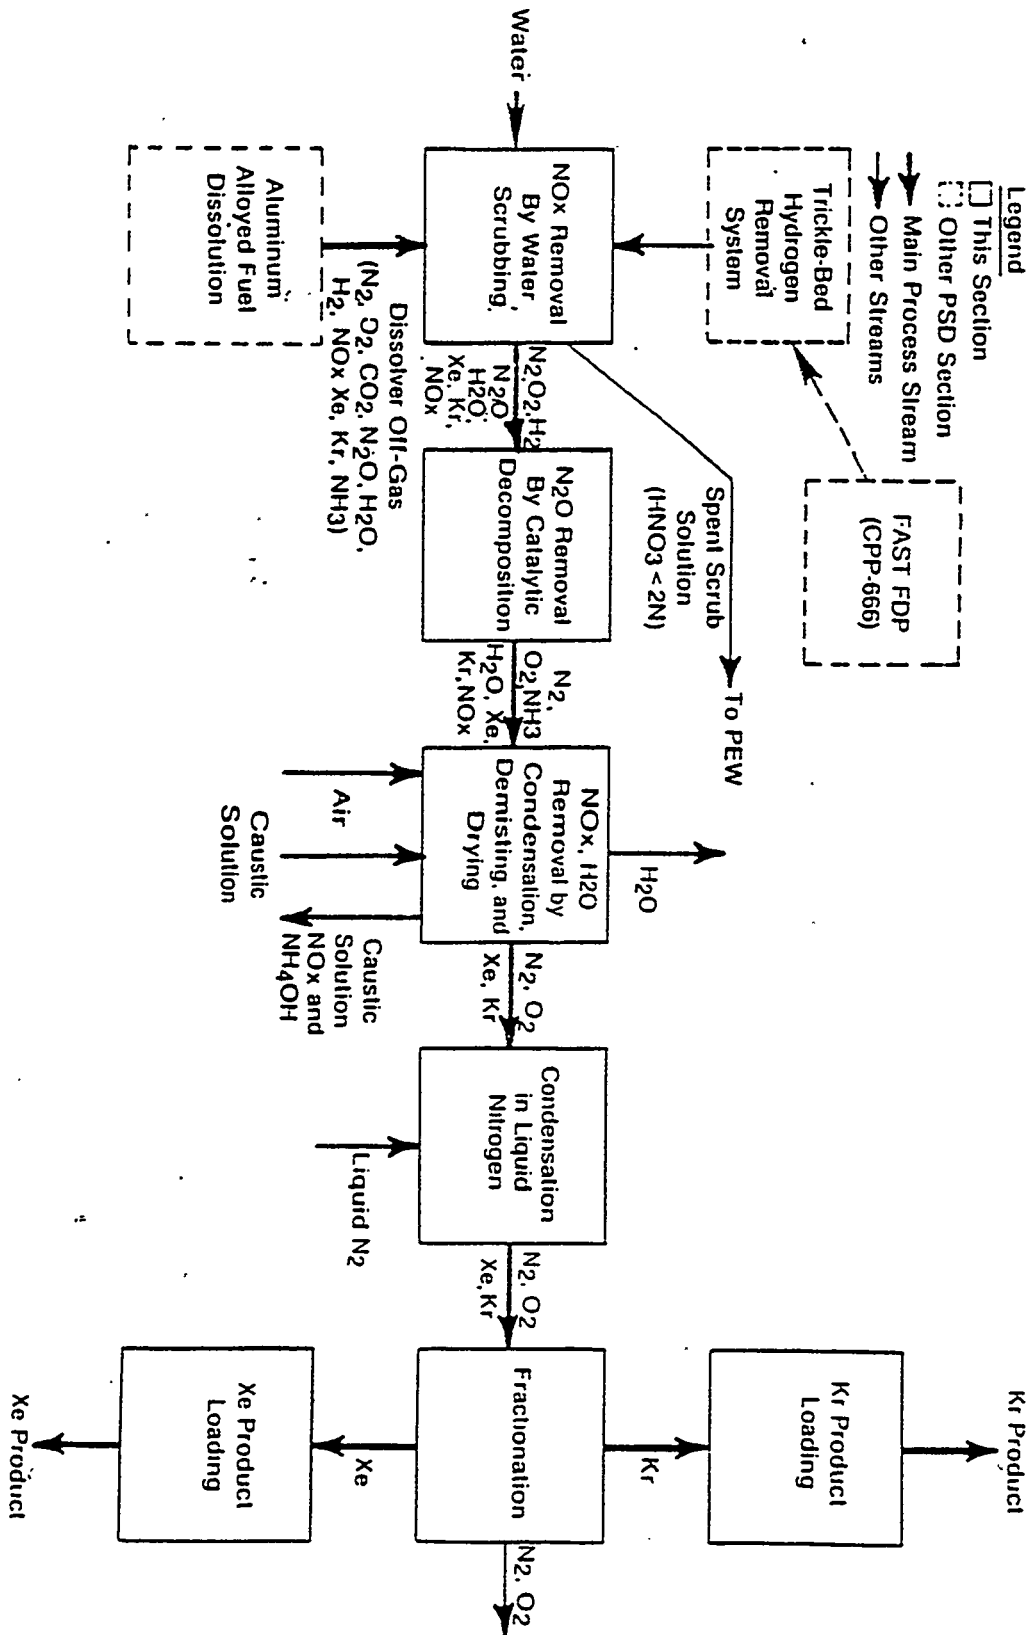 Legend
This Section
Other PSD Section
Main Process Stream
Other Streams
FAST FDP
(CPP-666)
Trickle-Bed
Hydrogen
Removal
System
Water
NOx Removal
By Water
Scrubbing
Aluminum
Alloyed Fuel
Dissolution
Dissolver Off-Gas
(N2, O2, CO2, N2O, H2O,
H2, NOx Xe, Kr, NH3)
Spent Scrub
Solution
(HNO3 < 2N)
To PEW
N2,O2,H2
N2O
H2O,
Xe, Kr,
NOx
N2O Removal
By Catalytic
Decomposition
N2,
O2,NH3
H2O, Xe,
Kr,NOx
NOx, H2O
Removal by
Condensation,
Demisting, and
Drying
H2O
Air
Caustic
Solution
Caustic
Solution
NOx and
NH4OH
N2, O2
Xe, Kr
Condensation
in Liquid
Nitrogen
Liquid N2
N2, O2
Xe,Kr
Fractionation
Kr
Kr Product
Loading
Kr Product
Xe
Xe Product
Loading
Xe Product
N2, O2